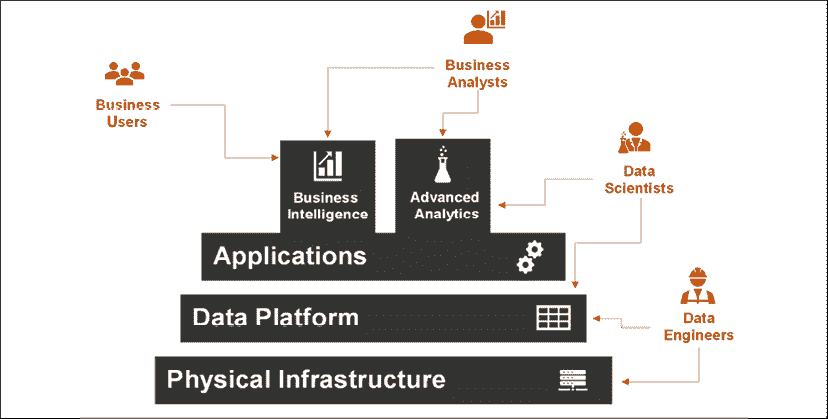 Business
Analysts
Business
Users
Data
Scientists
Business
Intelligence
Advanced
Analytics
Applications
Data Platform
Data
Engineers
Physical Infrastructure